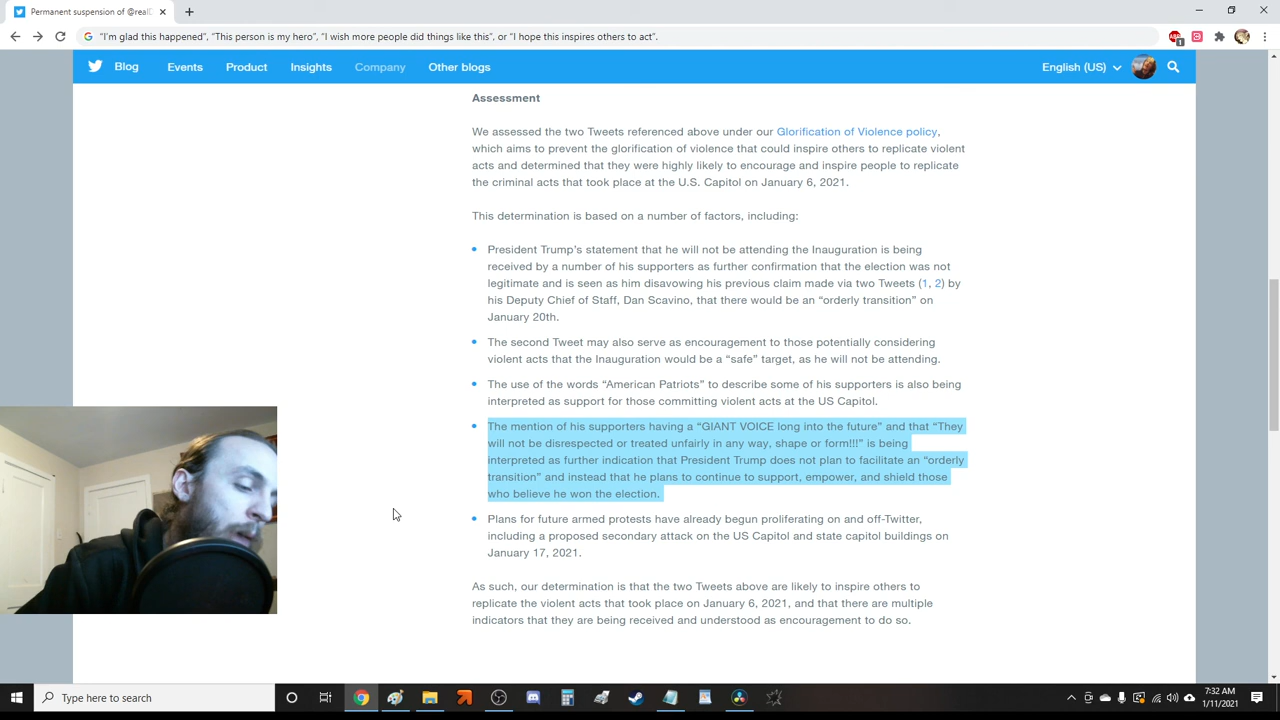 Permanent suspension of @real
"I'm glad this happened", "This person is my hero", "I wish more people did things like this", or "I hope this inspires others to act".
1
Blog Events Product Insights Company Other blogs English (US)
Assessment
We assessed the two Tweets referenced above under our Glorification of Violence policy,
which aims to prevent the glorification of violence that could inspire others to replicate violent
acts and determined that they were highly likely to encourage and inspire people to replicate
the criminal acts that took place at the U.S. Capitol on January 6, 2021.
This determination is based on a number of factors, including:
President Trump's statement that he will not be attending the Inauguration is being
received by a number of his supporters as further confirmation that the election was not
legitimate and is seen as him disavowing his previous claim made via two Tweets (1, 2) by
his Deputy Chief of Staff, Dan Scavino, that there would be an “orderly transition” on
January 20th.
The second Tweet may also serve as encouragement to those potentially considering
violent acts that the Inauguration would be a “safe” target, as he will not be attending.
The use of the words “American Patriots” to describe some of his supporters is also being
interpreted as support for those committing violent acts at the US Capitol.
The mention of his supporters having a “GIANT VOICE long into the future” and that “They
will not be disrespected or treated unfairly in any way, shape or form!!!” is being
interpreted as further indication that President Trump does not plan to facilitate an “orderly
transition” and instead that he plans to continue to support, empower, and shield those
who believe he won the election.
Plans for future armed protests have already begun proliferating on and off-Twitter,
including a proposed secondary attack on the US Capitol and state capitol buildings on
January 17, 2021.
As such, our determination is that the two Tweets above are likely to inspire others to
replicate the violent acts that took place on January 6, 2021, and that there are multiple
indicators that they are being received and understood as encouragement to do so.
Type here to search
7:32 AM
1/11/2021